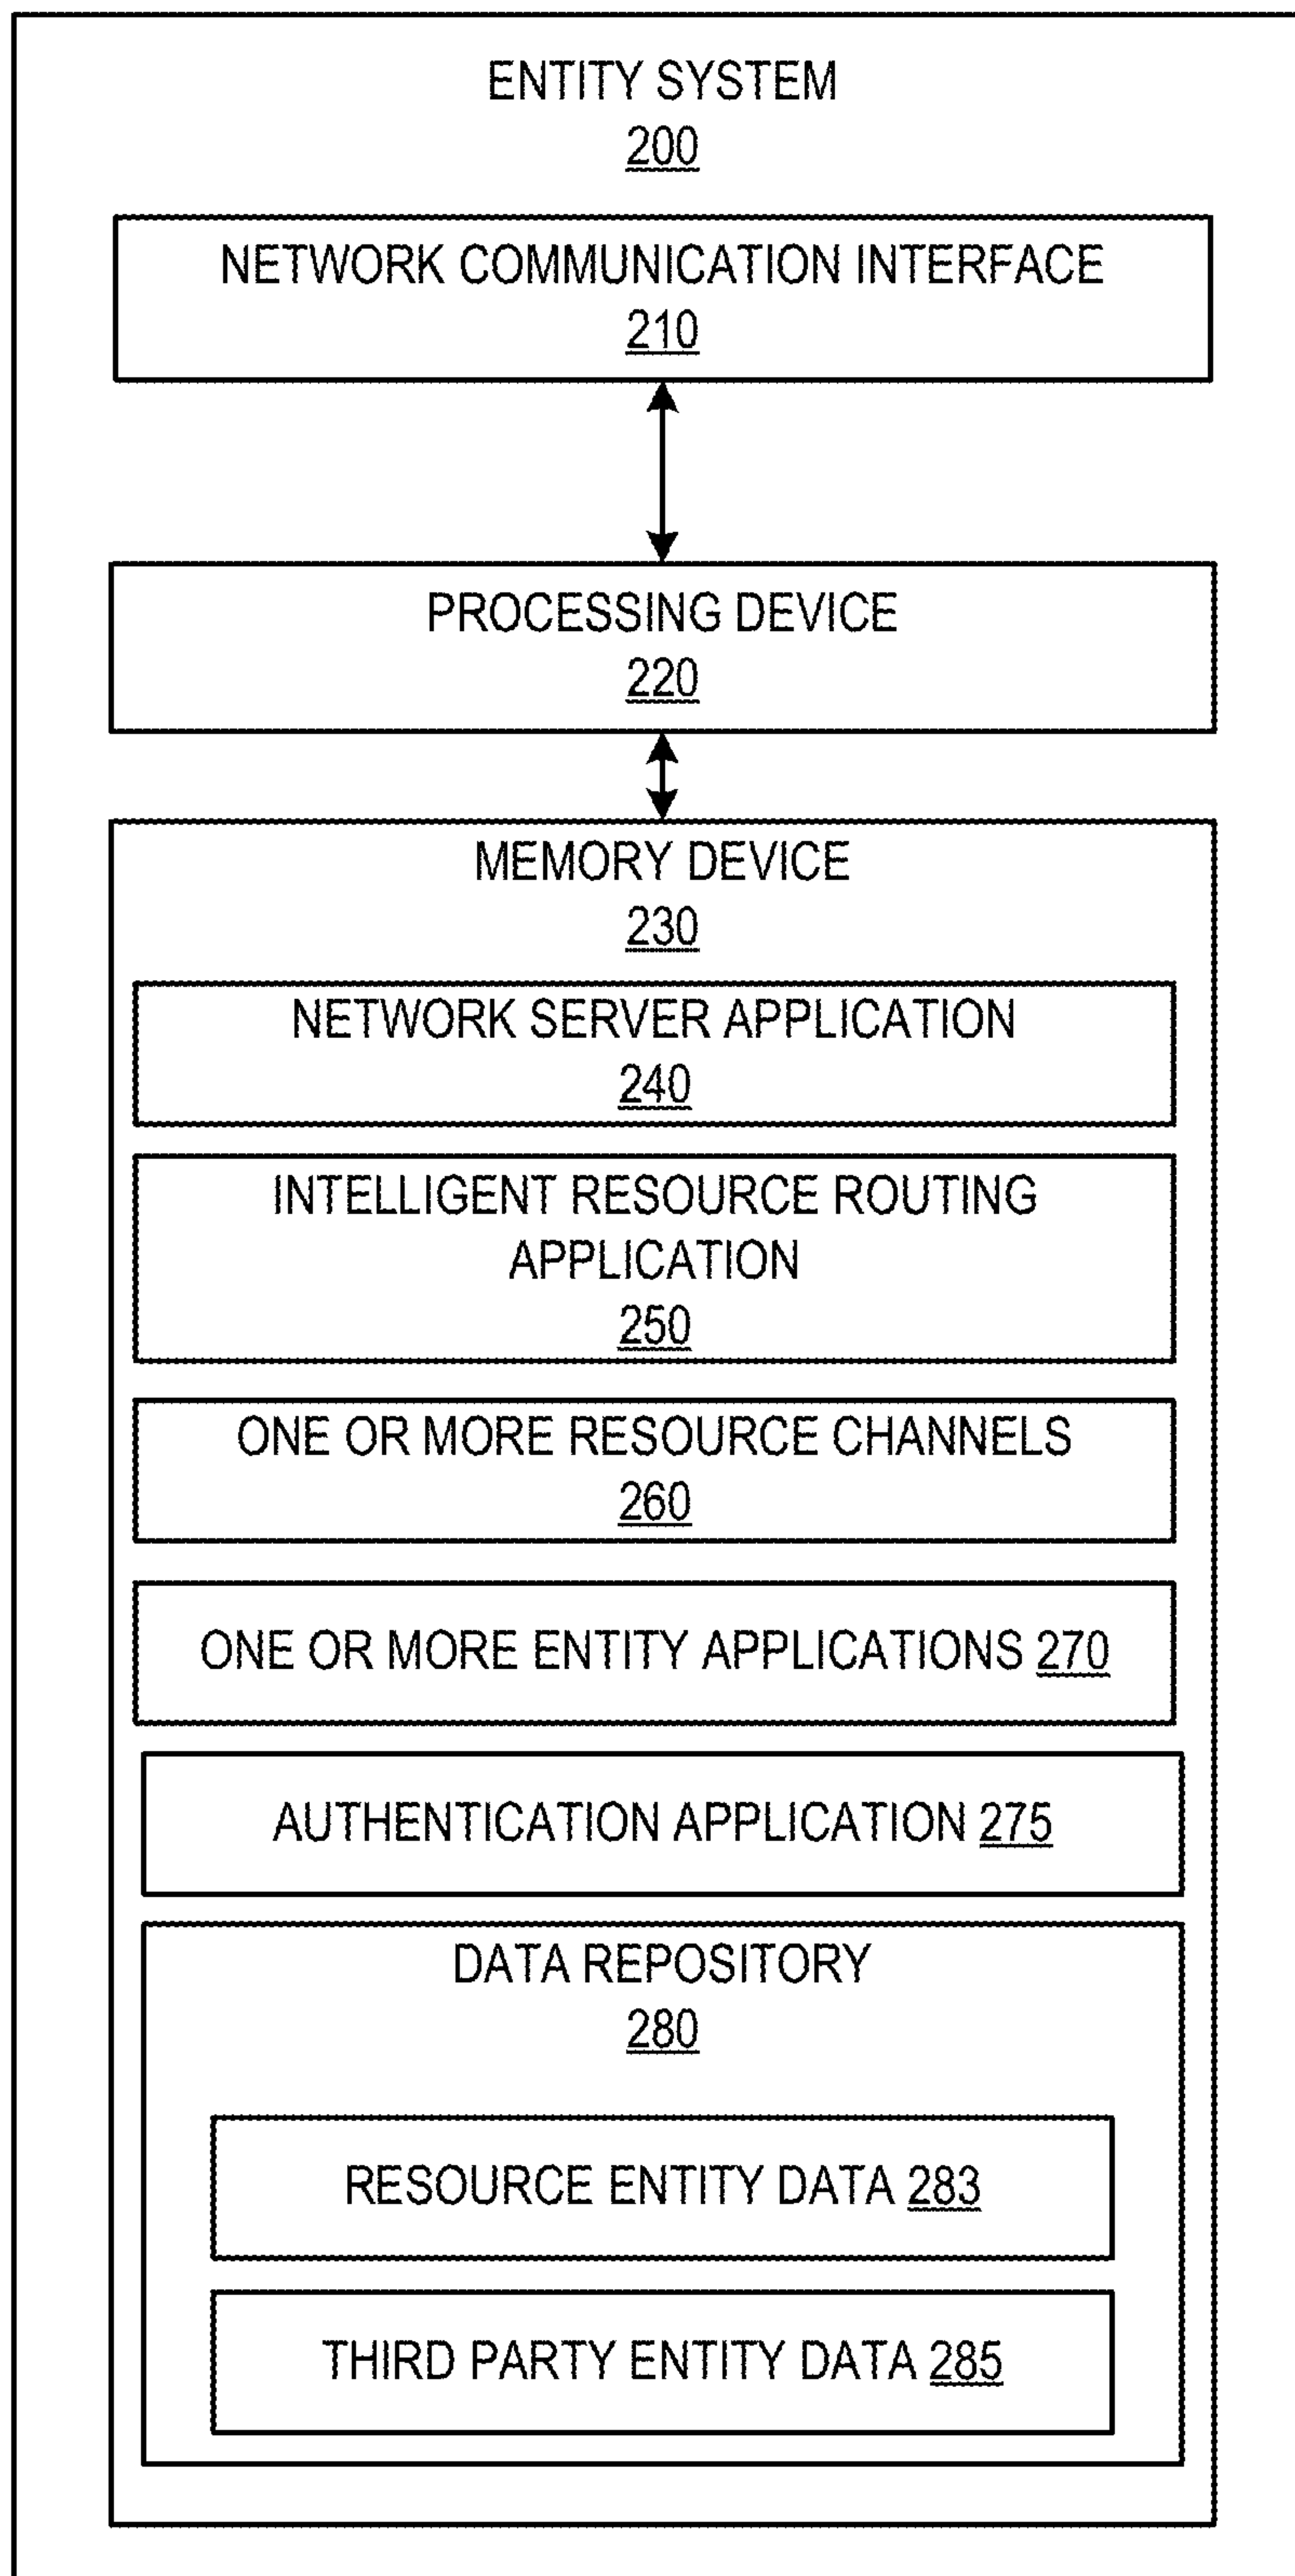 ENTITY SYSTEM
200
NETWORK COMMUNICATION INTERFACE
210
PROCESSING DEVICE
220
MEMORY DEVICE
230
NETWORK SERVER APPLICATION
240
INTELLIGENT RESOURCE ROUTING
APPLICATION
250
ONE OR MORE RESOURCE CHANNELS
260
ONE OR MORE ENTITY APPLICATIONS 270
AUTHENTICATION APPLICATION 275
DATA REPOSITORY
280
RESOURCE ENTITY DATA 283
THIRD PARTY ENTITY DATA 285